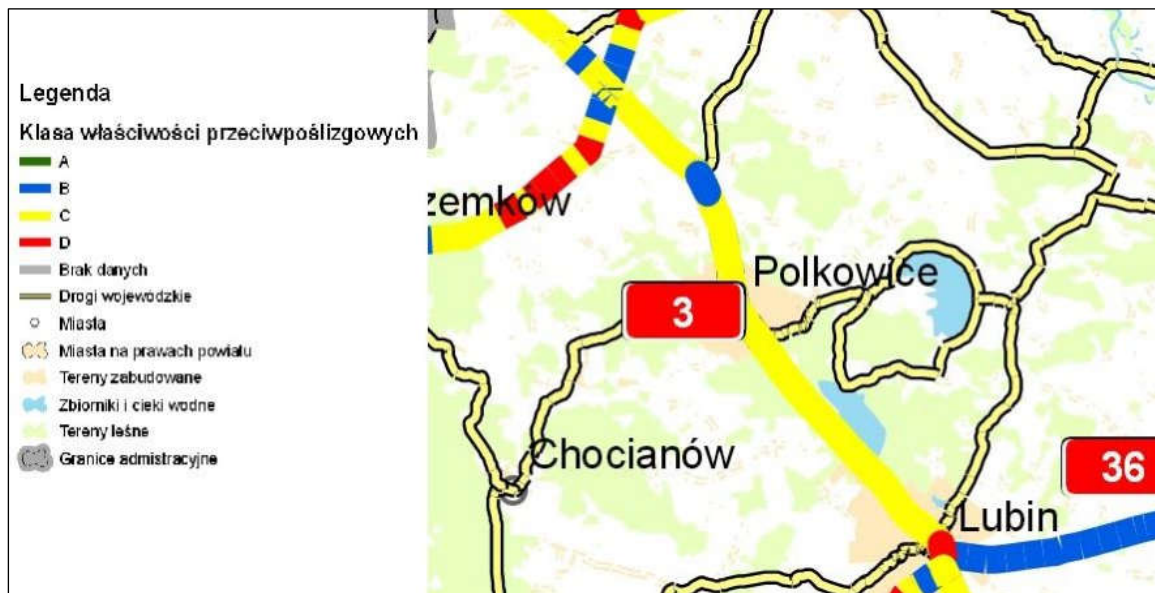 Legenda
Klasa właściwości przeciwpoślizgowych
A
B
C
D
Brak danych
Drogi wojewódzkie
Miasta
Miasta na prawach powiatu
Tereny zabudowane
Zbiorniki i cieki wodne
Tereny leśne
Granice admistracyjne
zemków
Polkowice
3
Chocianów
36
Lubin